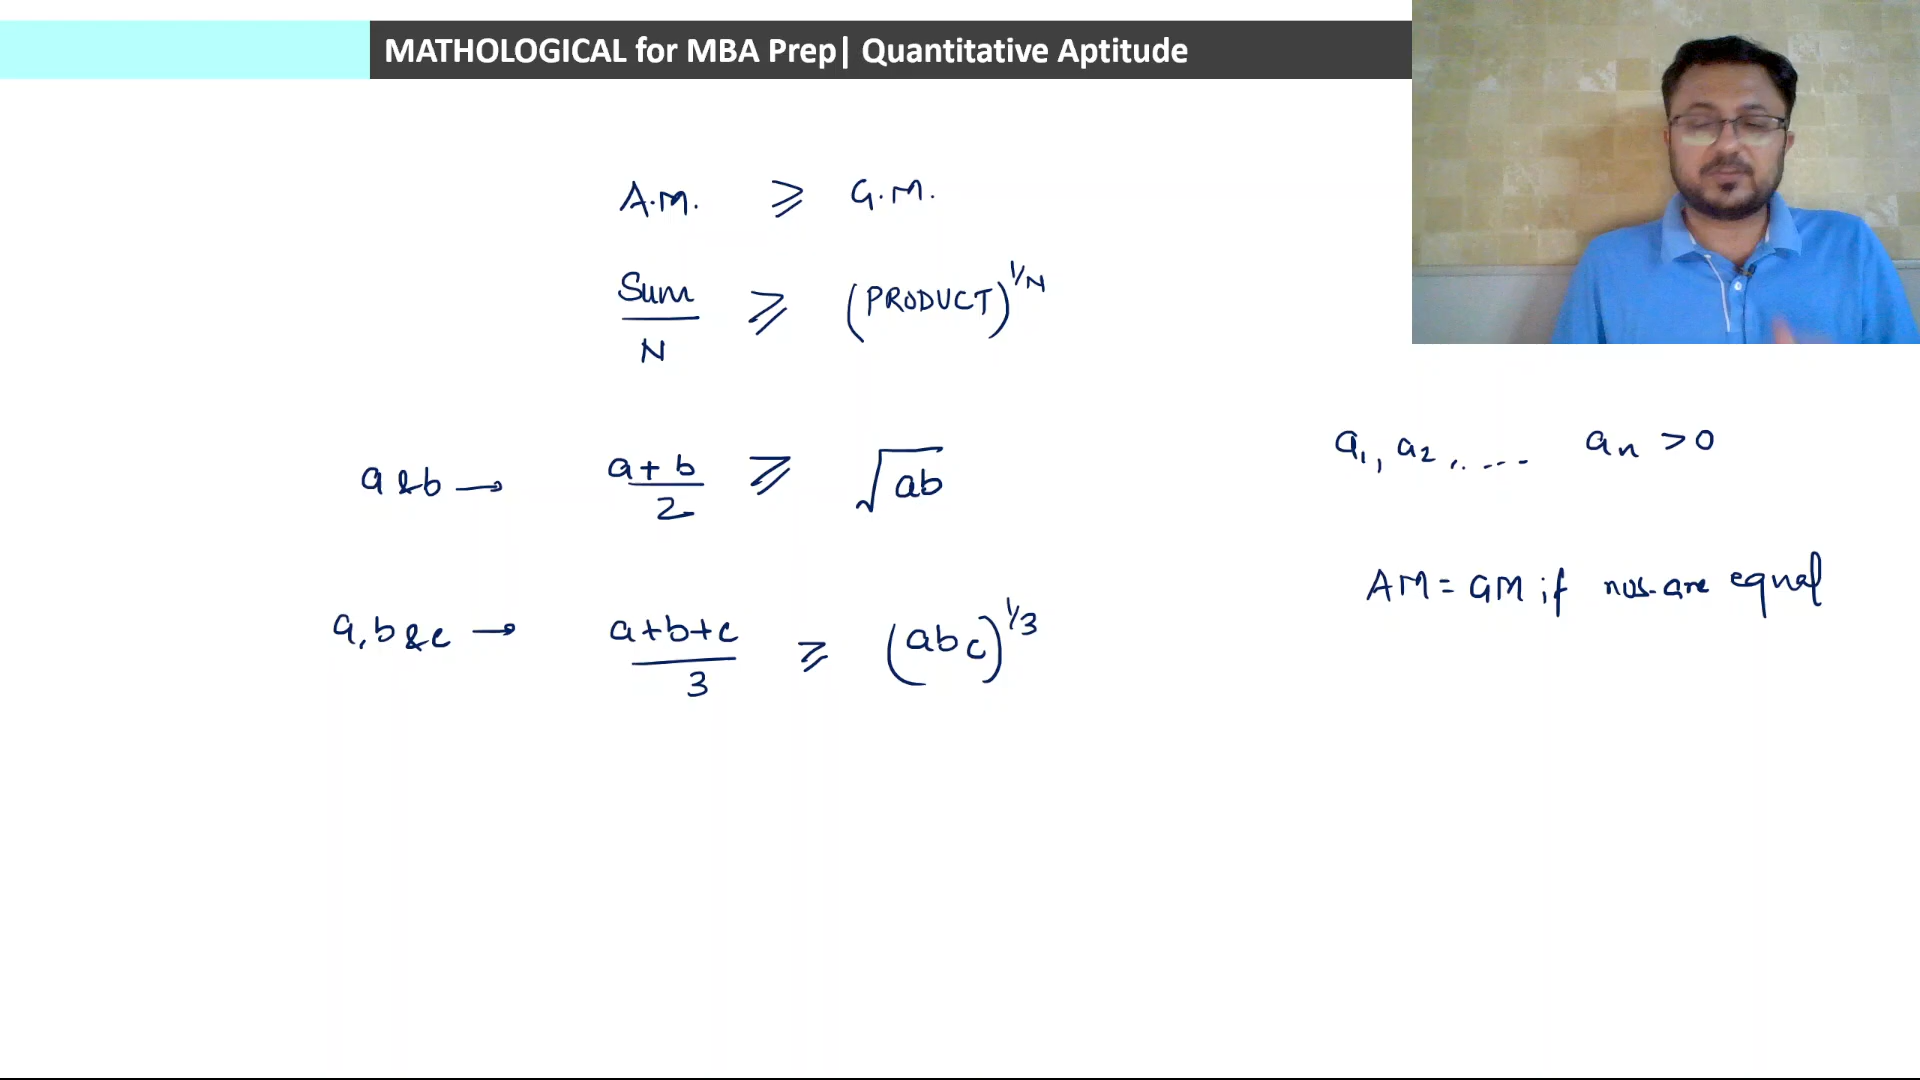 MATHOLOGICAL for MBA Prep| Quantitative Aptitude
A.M. ⩾ G.M.
Sum/N ⩾ (PRODUCT)^1/N
a & b → a+b/2 ⩾ √ab
a, b & c → a+b+c/3 ⩾ (abc)^1/3
a₁, a₂, .... aₙ > 0
AM = GM if nos. are equal